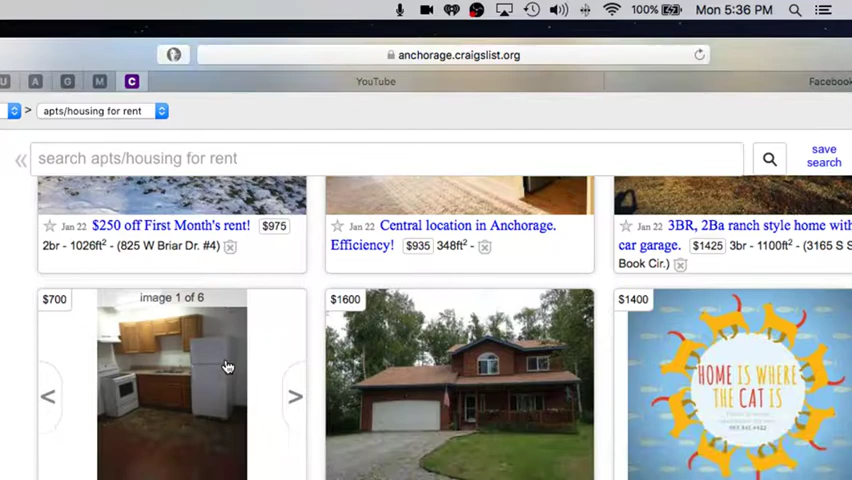 100% Mon 5:36 PM
anchorage.craigslist.org
U A G M C YouTube Facebook
> apts/housing for rent
« search apts/housing for rent save
search
☆ Jan 22 $250 off First Month's rent! $975
2br - 1026ft² - (825 W Briar Dr. #4)
☆ Jan 22 Central location in Anchorage.
Efficiency! $935 348ft² -
☆ Jan 22 3BR, 2Ba ranch style home with
car garage. $1425 3br - 1100ft² - (3165 S S
Book Cir.)
$700 image 1 of 6
< >
$1600
$1400
HOME IS WHERE
THE CAT IS